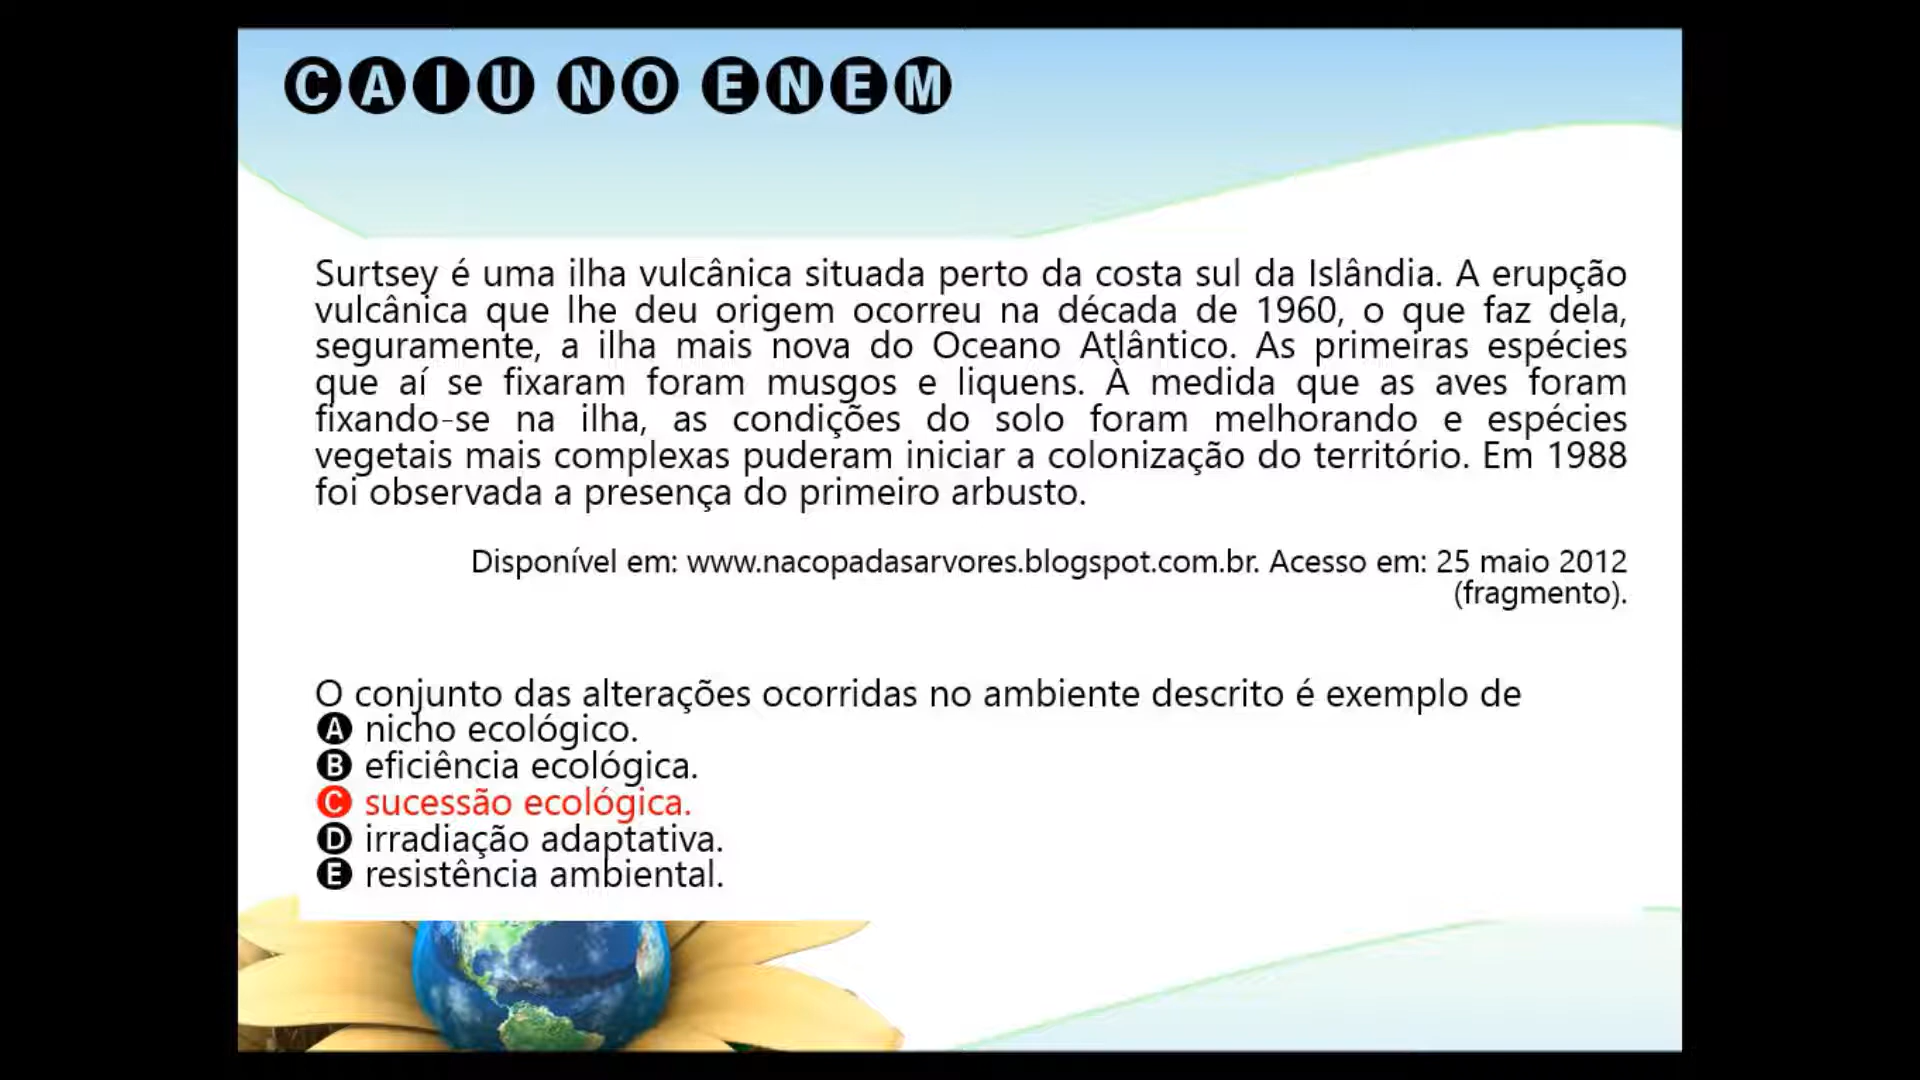 CAIU NO ENEM
Surtsey é uma ilha vulcânica situada perto da costa sul da Islândia. A erupção
vulcânica que lhe deu origem ocorreu na década de 1960, o que faz dela,
seguramente, a ilha mais nova do Oceano Atlântico. As primeiras espécies
que aí se fixaram foram musgos e liquens. À medida que as aves foram
fixando-se na ilha, as condições do solo foram melhorando e espécies
vegetais mais complexas puderam iniciar a colonização do território. Em 1988
foi observada a presença do primeiro arbusto.
Disponível em: www.nacopadasarvores.blogspot.com.br. Acesso em: 25 maio 2012
(fragmento).
O conjunto das alterações ocorridas no ambiente descrito é exemplo de
A nicho ecológico.
B eficiência ecológica.
C sucessão ecológica.
D irradiação adaptativa.
E resistência ambiental.